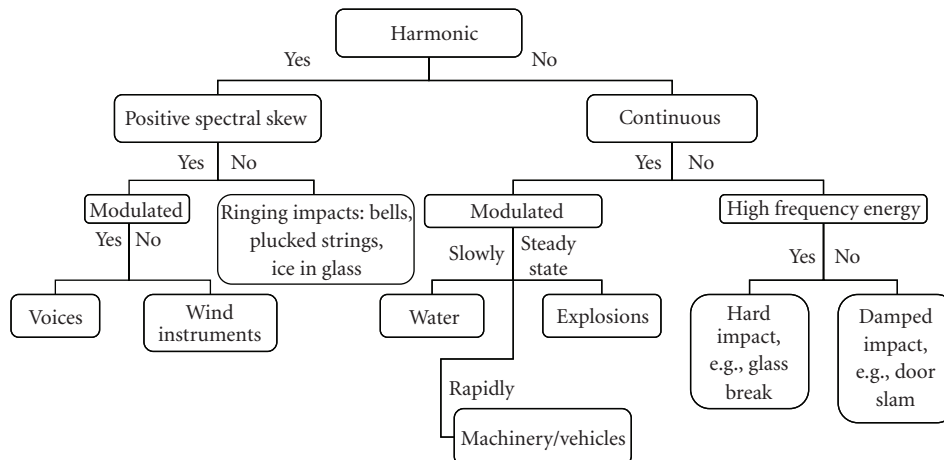 Harmonic
Yes
No
Positive spectral skew
Continuous
Yes
No
Yes
No
Modulated
Ringing impacts: bells,
plucked strings,
ice in glass
Modulated
High frequency energy
Yes
No
Slowly
Steady
state
Yes
No
Voices
Wind
instruments
Water
Explosions
Hard
impact,
e.g., glass
break
Damped
impact,
e.g., door
slam
Rapidly
Machinery/vehicles